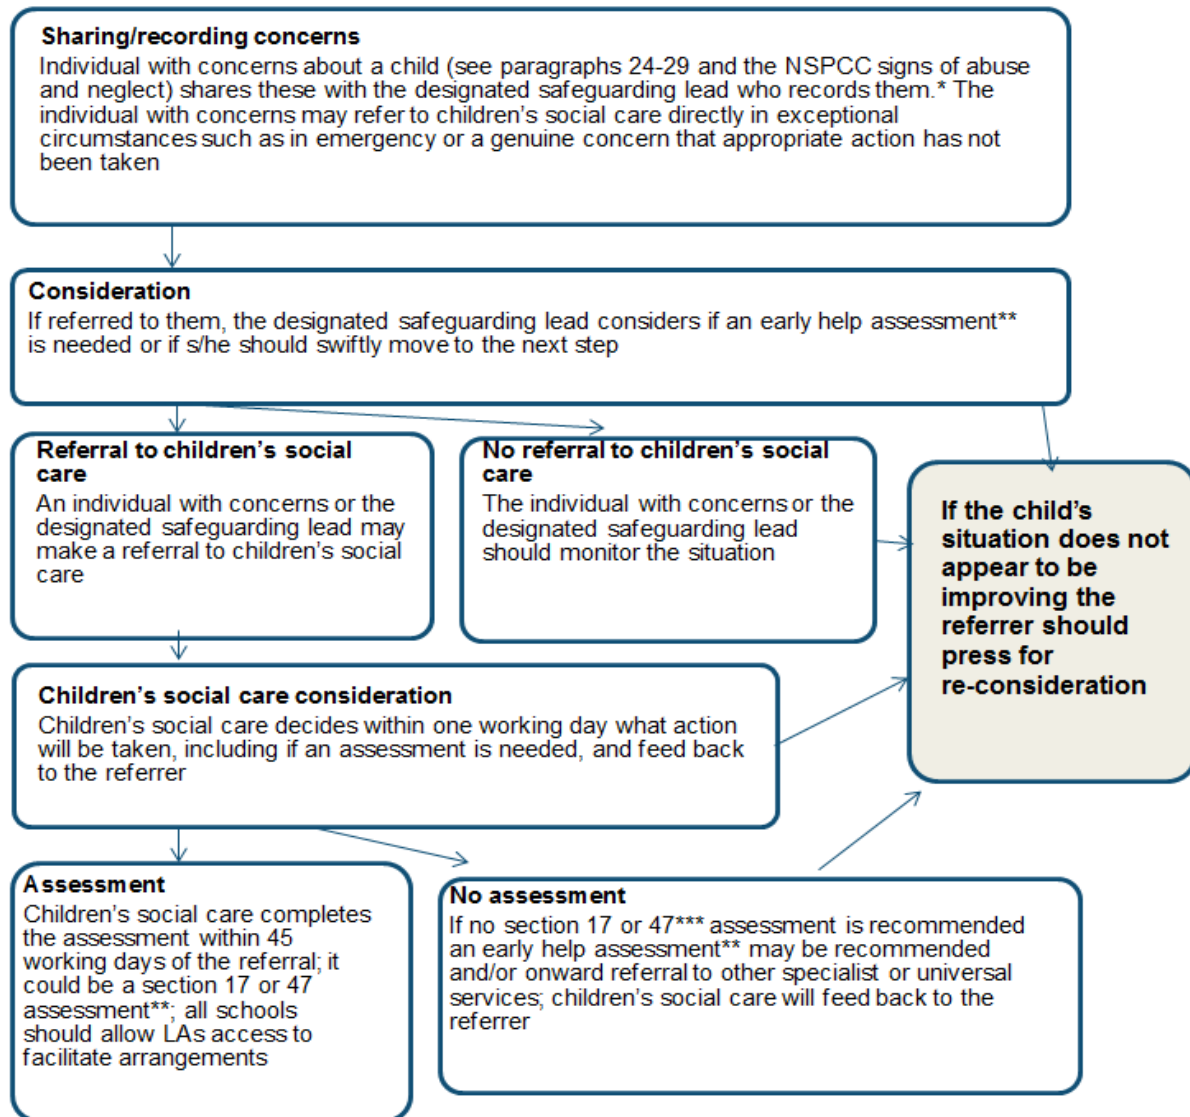 Sharing/recording concerns
Individual with concerns about a child (see paragraphs 24-29 and the NSPCC signs of abuse
and neglect) shares these with the designated safeguarding lead who records them.* The
individual with concerns may refer to children's social care directly in exceptional
circumstances such as in emergency or a genuine concern that appropriate action has not
been taken
Consideration
If referred to them, the designated safeguarding lead considers if an early help assessment**
is needed or if s/he should swiftly move to the next step
Referral to children's social
care
An individual with concerns or the
designated safeguarding lead may
make a referral to children's social
care
No referral to children's social
care
The individual with concerns or the
designated safeguarding lead
should monitor the situation
If the child's
situation does not
appear to be
improving the
referrer should
press for
re-consideration
Children's social care consideration
Children's social care decides within one working day what action
will be taken, including if an assessment is needed, and feed back
to the referrer
Assessment
Children's social care completes
the assessment within 45
working days of the referral; it
could be a section 17 or 47
assessment**; all schools
should allow LAs access to
facilitate arrangements
No assessment
If no section 17 or 47*** assessment is recommended
an early help assessment** may be recommended
and/or onward referral to other specialist or universal
services; children's social care will feed back to the
referrer